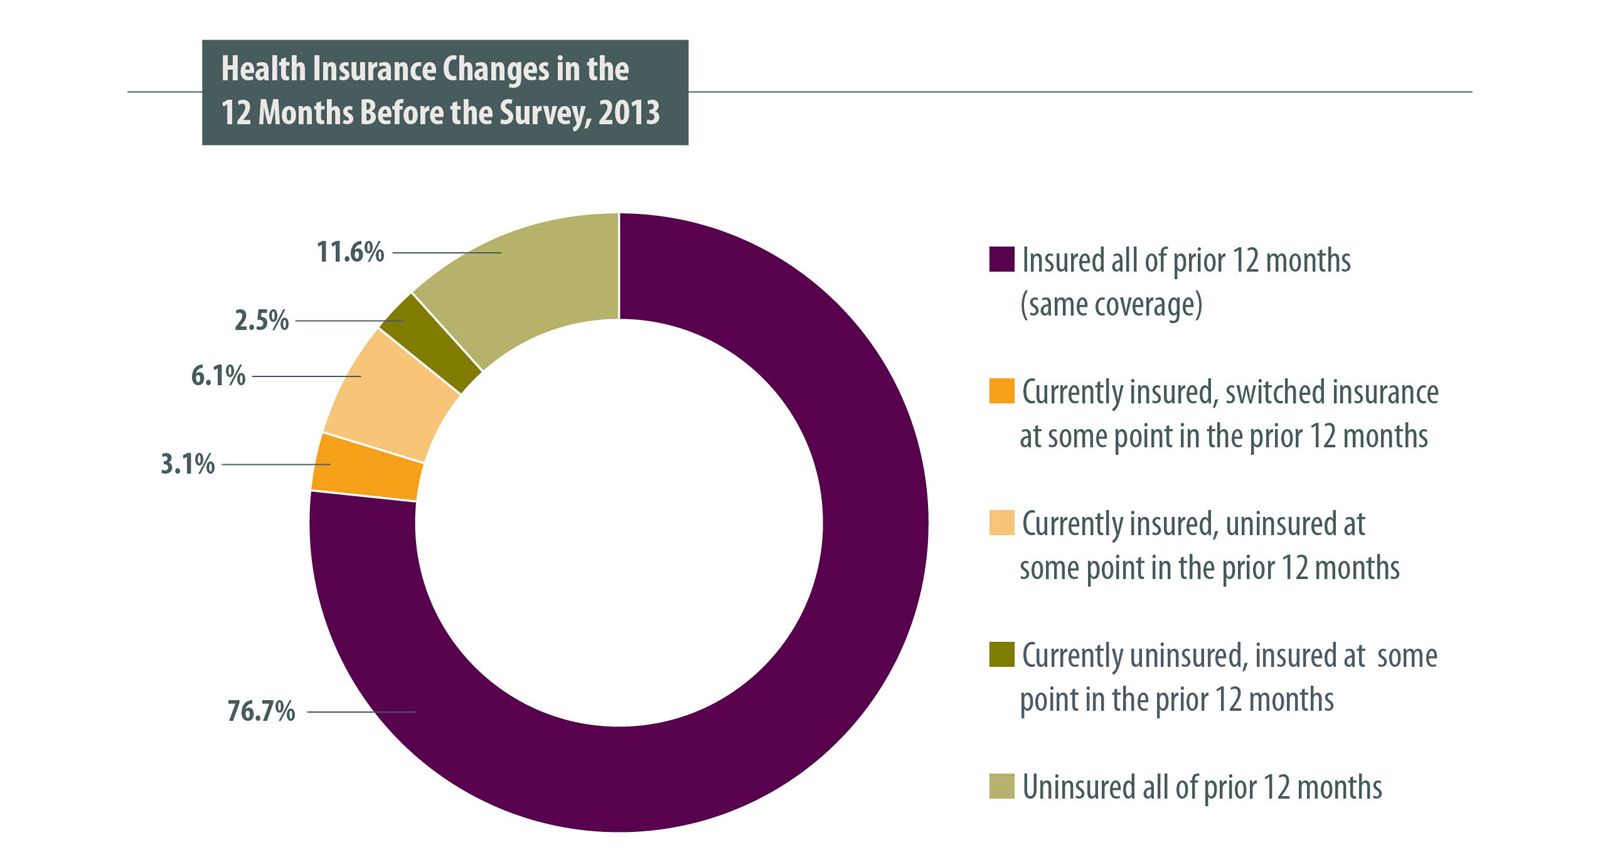 Health Insurance Changes in the
12 Months Before the Survey, 2013
11.6%
2.5%
6.1%
3.1%
76.7%
Insured all of prior 12 months
(same coverage)
Currently insured, switched insurance
at some point in the prior 12 months
Currently insured, uninsured at
some point in the prior 12 months
Currently uninsured, insured at some
point in the prior 12 months
Uninsured all of prior 12 months